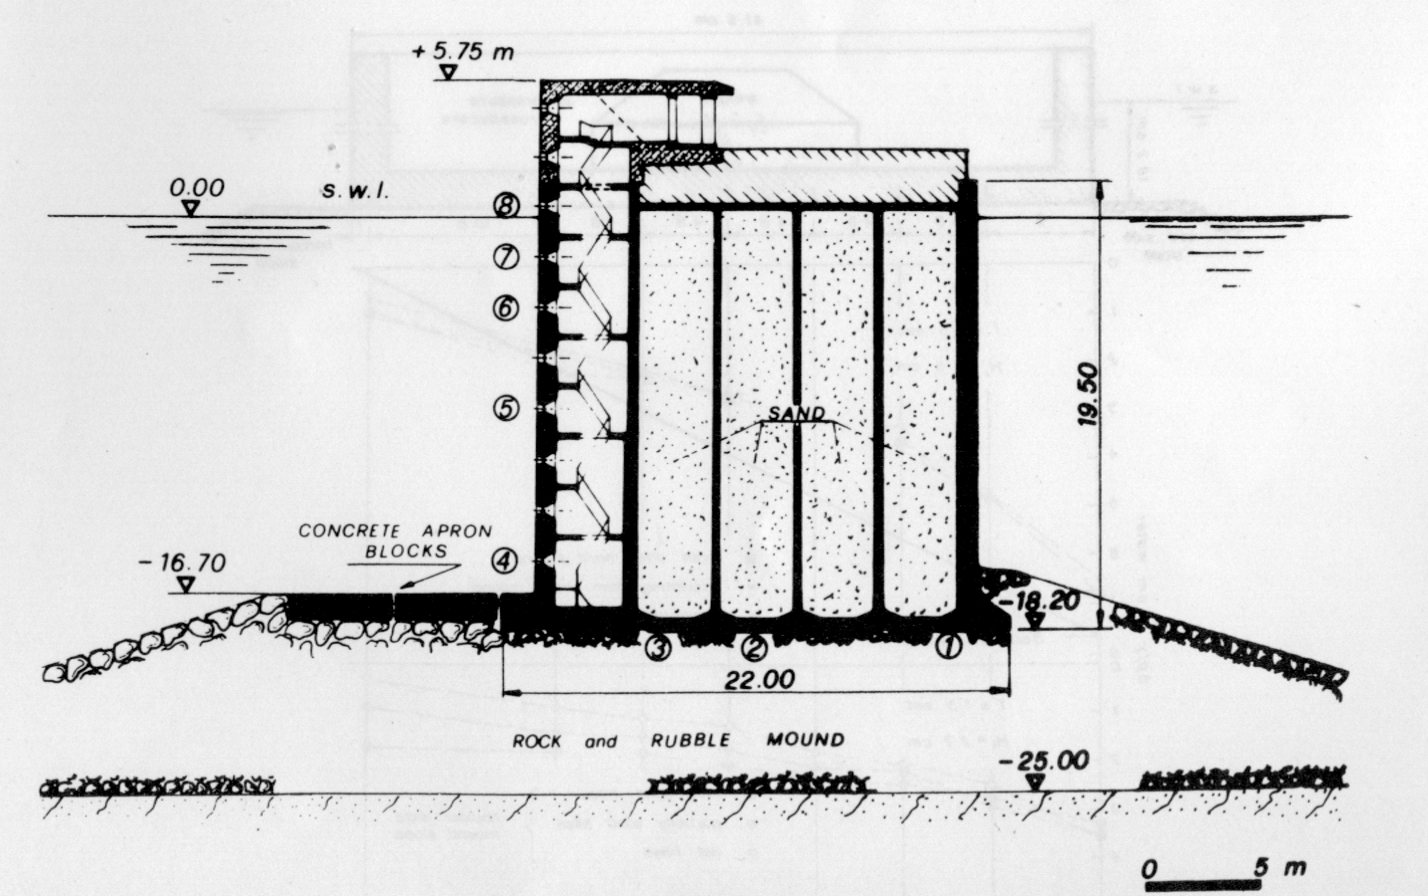 + 5.75 m
0.00
s.w.l.
8
7
6
5
4
19.50
SAND
CONCRETE APRON
BLOCKS
- 16.70
-18.20
3
2
1
22.00
ROCK and RUBBLE MOUND
-25.00
0
5 m